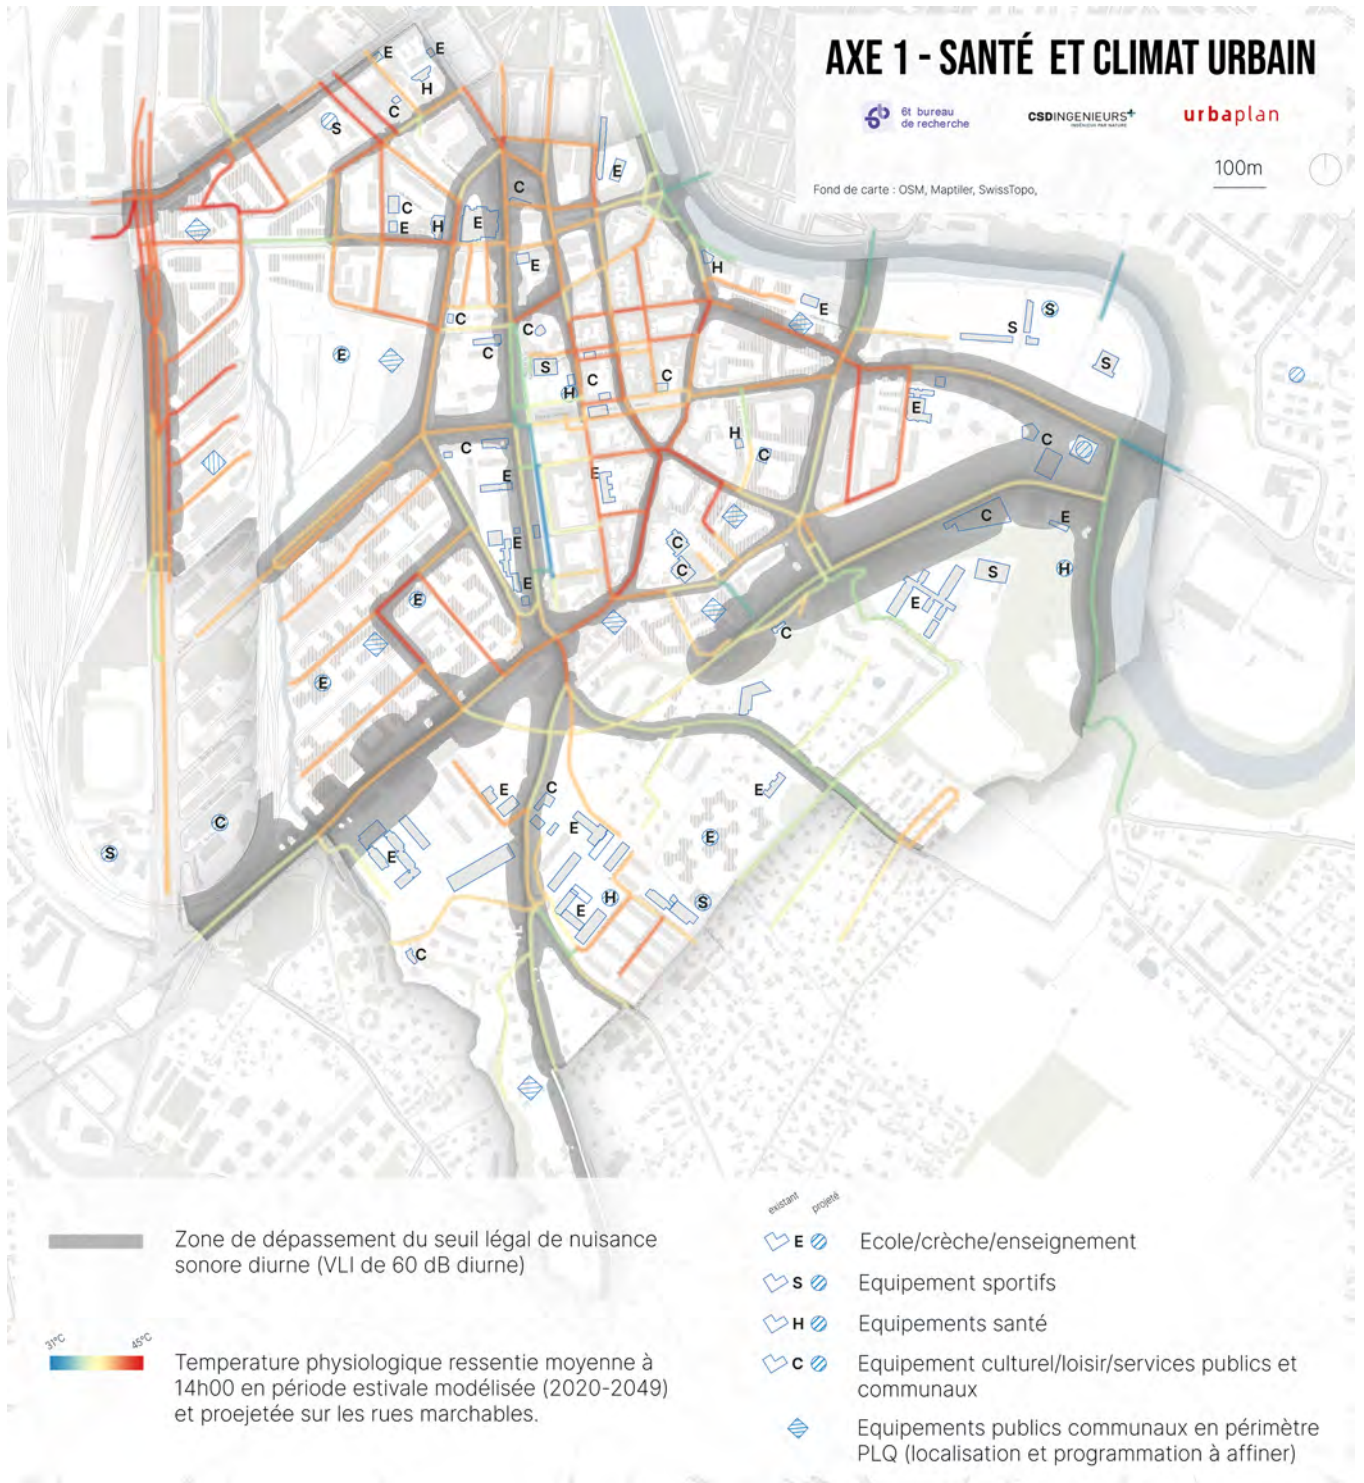 AXE 1 - SANTÉ ET CLIMAT URBAIN
6t bureau
de recherche
CSDINGENIEURS+
INGÉNIEUX PAR NATURE
urbaplan
100m
Fond de carte : OSM, Maptiler, SwissTopo,
E
E
H
C
S
E
C
C
E
H
E
E
H
C
E
C
S
S
E
C
C
S
H
C
C
S
E
H
C
C
C
E
E
E
C
E
E
C
C
S
H
E
E
E
C
E
E
C
E
E
C
S
E
E
H
S
E
C
existant projeté
Zone de dépassement du seuil légal de nuisance
sonore diurne (VLI de 60 dB diurne)
31°C 45°C
Temperature physiologique ressentie moyenne à
14h00 en période estivale modélisée (2020-2049)
et proejetée sur les rues marchables.
E Ecole/crèche/enseignement
S Equipement sportifs
H Equipements santé
C Equipement culturel/loisir/services publics et
communaux
Equipements publics communaux en périmètre
PLQ (localisation et programmation à affiner)